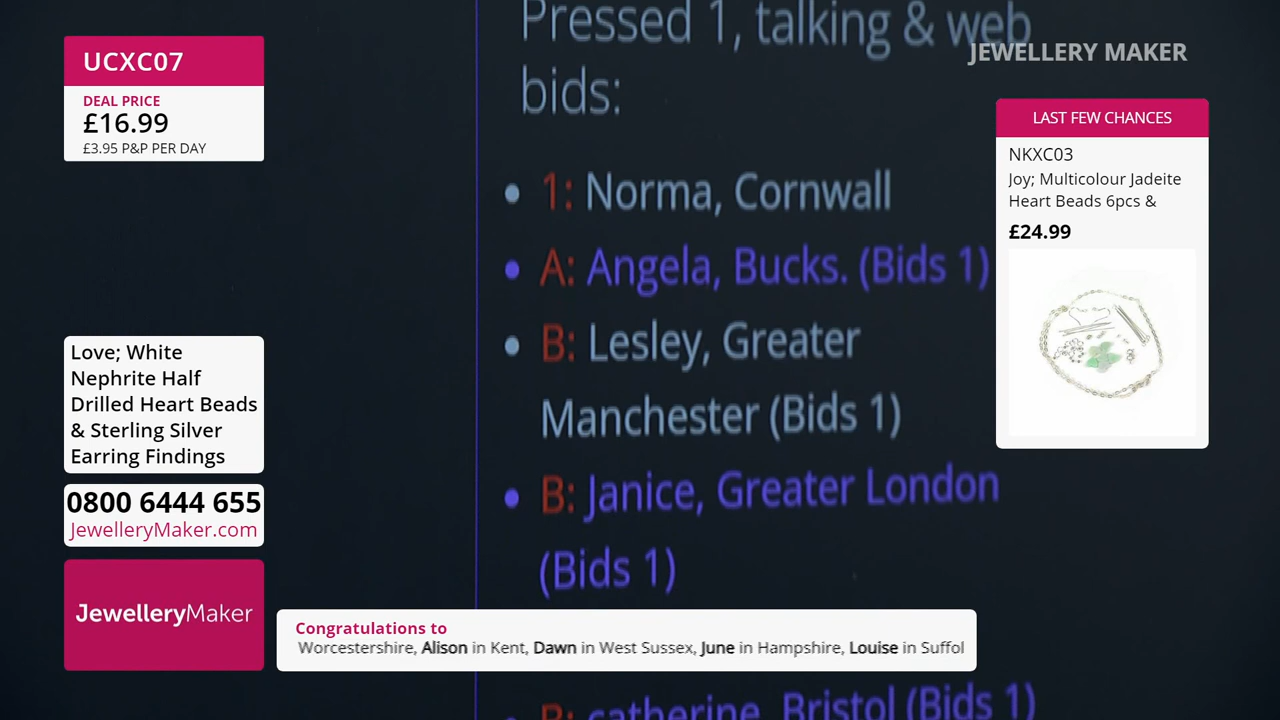 UCXC07
DEAL PRICE
£16.99
£3.95 P&P PER DAY
Love; White
Nephrite Half
Drilled Heart Beads
& Sterling Silver
Earring Findings
0800 6444 655
JewelleryMaker.com
JewelleryMaker
Pressed 1, talking & web
bids:
• 1: Norma, Cornwall
• A: Angela, Bucks. (Bids 1)
• B: Lesley, Greater
Manchester (Bids 1)
• B: Janice, Greater London
(Bids 1)
• B: catherine, Bristol (Bids 1)
Congratulations to
Worcestershire, Alison in Kent, Dawn in West Sussex, June in Hampshire, Louise in Suffol
JEWELLERY MAKER
LAST FEW CHANCES
NKXC03
Joy; Multicolour Jadeite
Heart Beads 6pcs &
£24.99